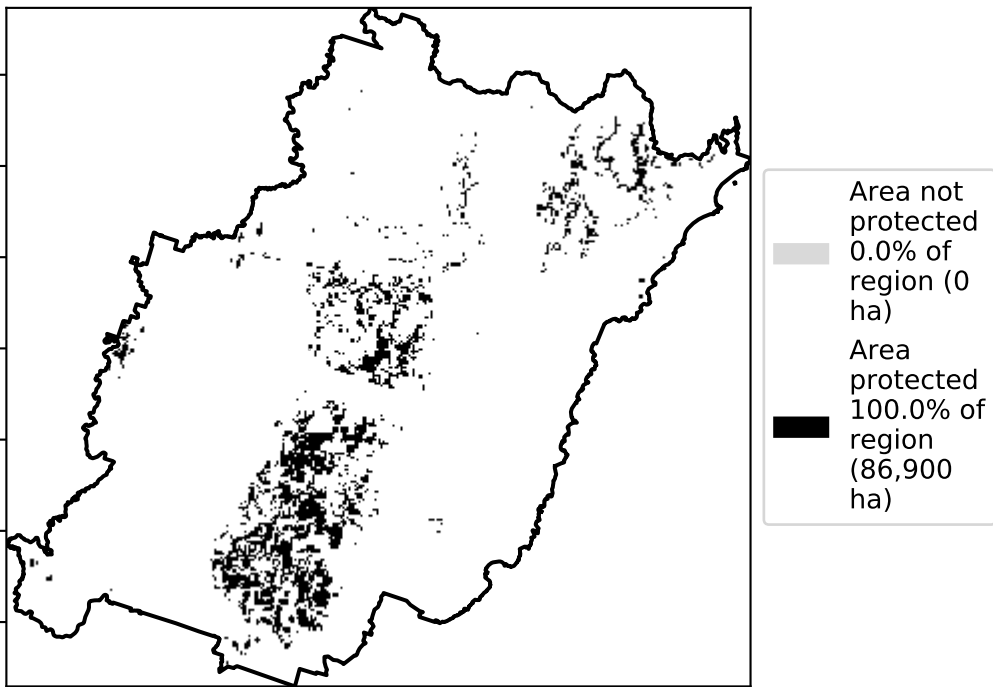 Area not
protected
0.0% of
region (0
ha)
Area
protected
100.0% of
region
(86,900
ha)